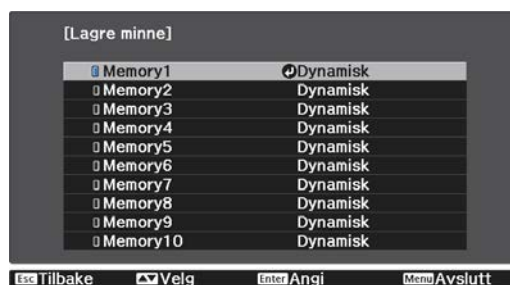 [Lagre minne]
Memory1 Dynamisk
Memory2 Dynamisk
Memory3 Dynamisk
Memory4 Dynamisk
Memory5 Dynamisk
Memory6 Dynamisk
Memory7 Dynamisk
Memory8 Dynamisk
Memory9 Dynamisk
Memory10 Dynamisk
Esc Tilbake Velg Enter Angi Menu Avslutt